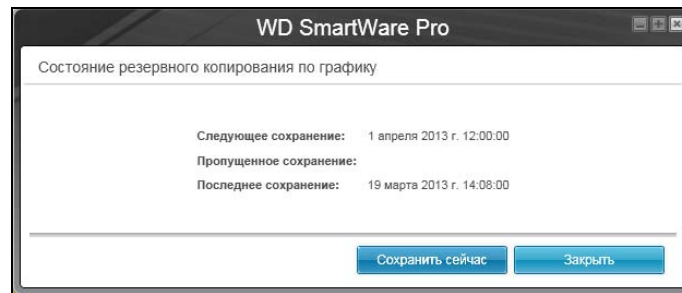 WD SmartWare Pro
Состояние резервного копирования по графику
Следующее сохранение: 1 апреля 2013 г. 12:00:00
Пропущенное сохранение:
Последнее сохранение: 19 марта 2013 г. 14:08:00
Сохранить сейчас Закрыть